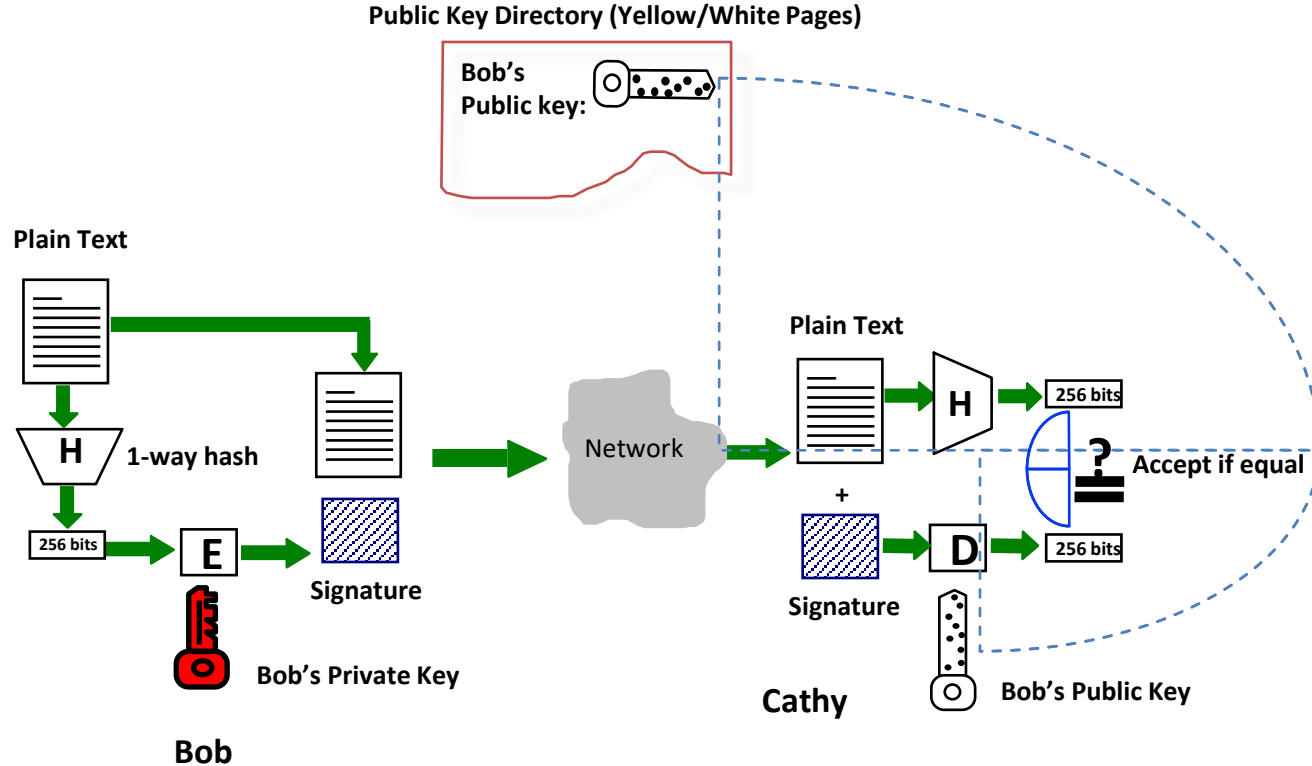 Public Key Directory (Yellow/White Pages)
Bob’s
Public key:
Plain Text
H
1-way hash
256 bits
E
Signature
Bob’s Private Key
Bob
Network
Plain Text
H
256 bits
?
=
Accept if equal
+
D
256 bits
Signature
Bob’s Public Key
Cathy